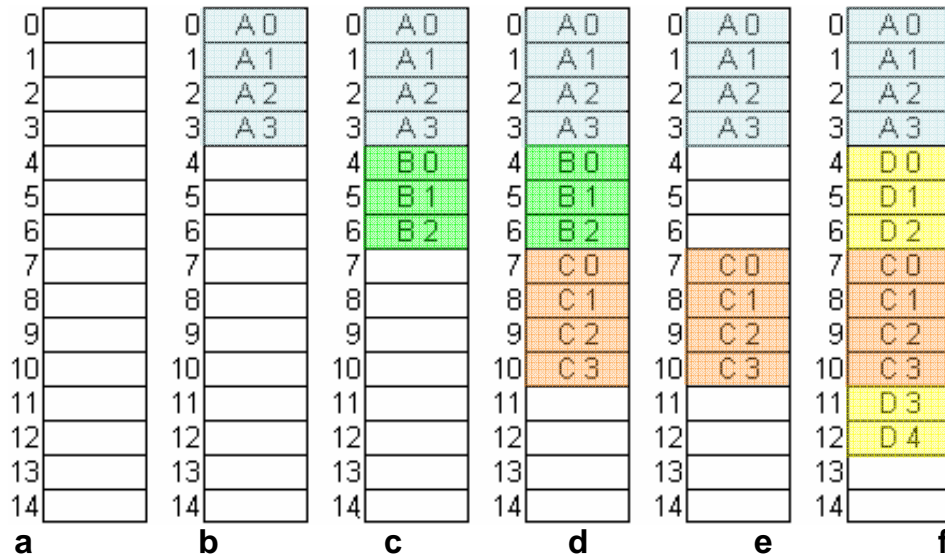 0 0 A0 0 A0 0 A0 0 A0 0 A0
1 1 A1 1 A1 1 A1 1 A1 1 A1
2 2 A2 2 A2 2 A2 2 A2 2 A2
3 3 A3 3 A3 3 A3 3 A3 3 A3
4 4 4 B0 4 B0 4 4 D0
5 5 5 B1 5 B1 5 5 D1
6 6 6 B2 6 B2 6 6 D2
7 7 7 7 C0 7 C0 7 C0
8 8 8 8 C1 8 C1 8 C1
9 9 9 9 C2 9 C2 9 C2
10 10 10 10 C3 10 C3 10 C3
11 11 11 11 11 11 D3
12 12 12 12 12 12 D4
13 13 13 13 13 13
14 14 14 14 14 14
a b c d e f